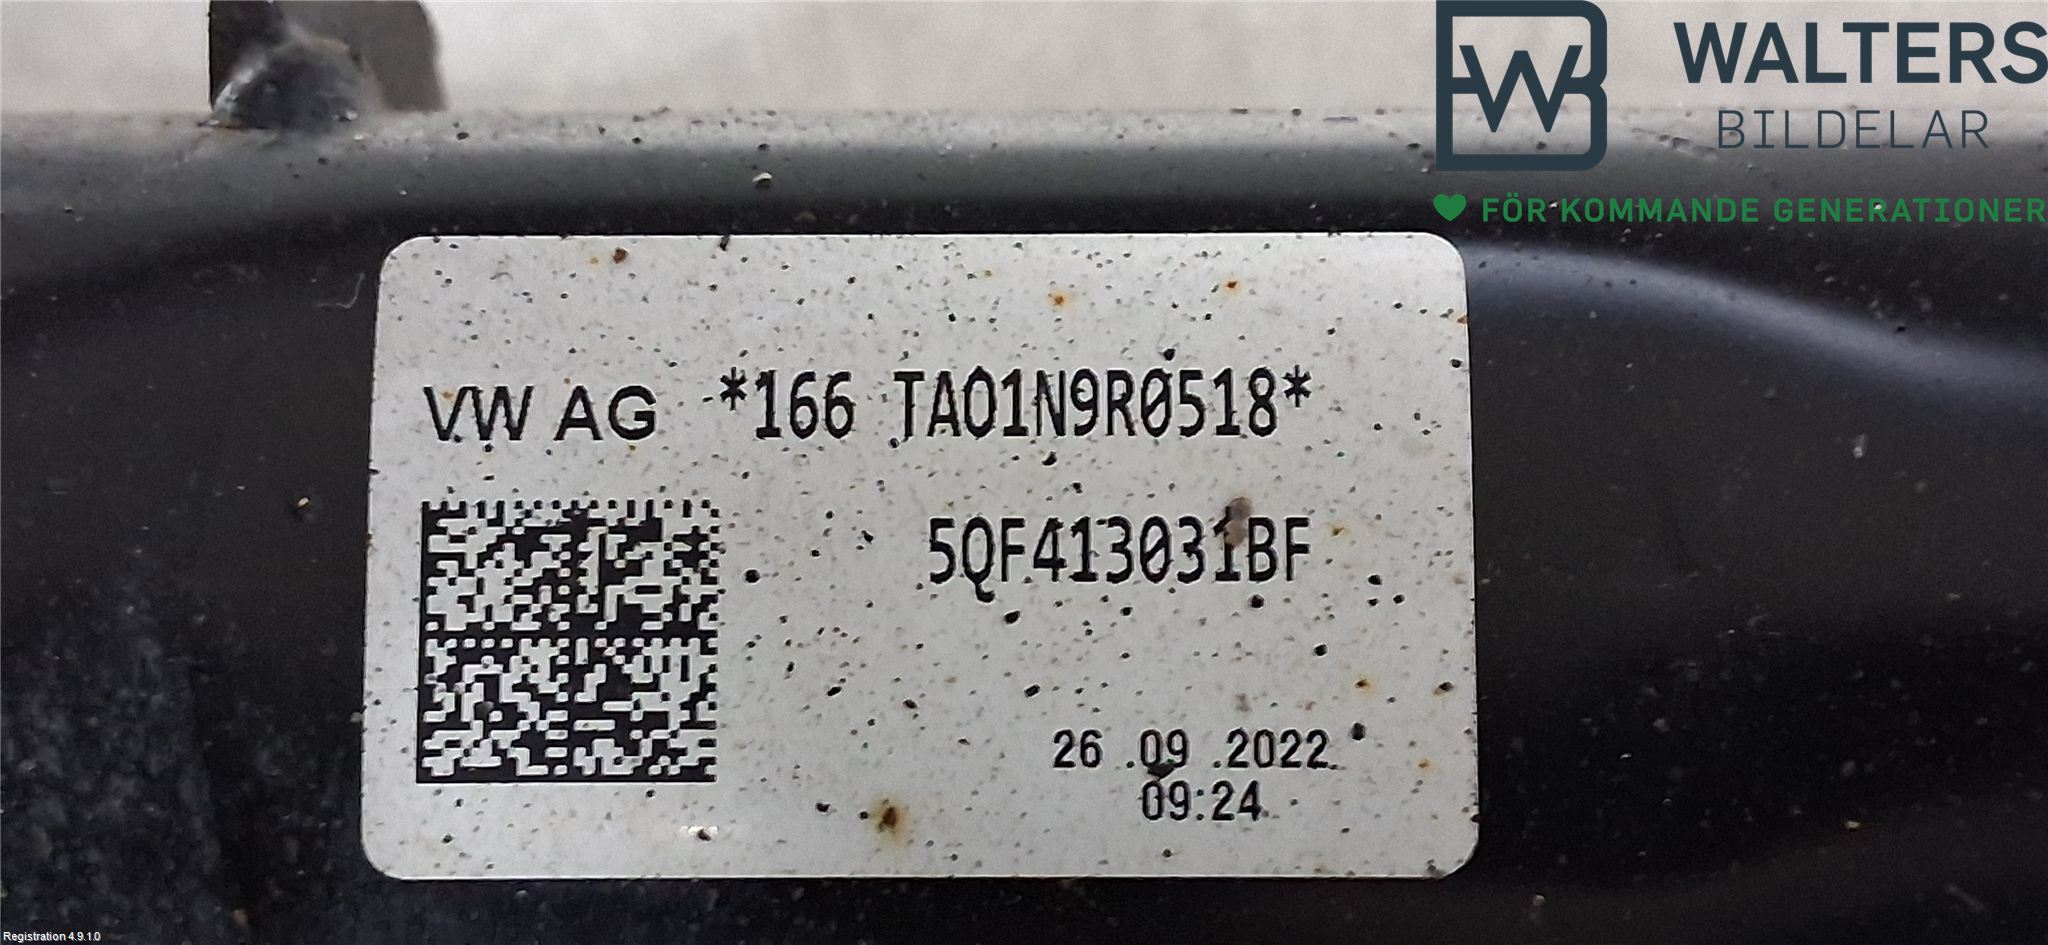 WALTERS
BILDELAR
FÖR KOMMANDE GENERATIONER
VW AG *166 TAO1N9R0518*
5QF413031BF
26.09.2022
09:24
Registration 4.9.1.0